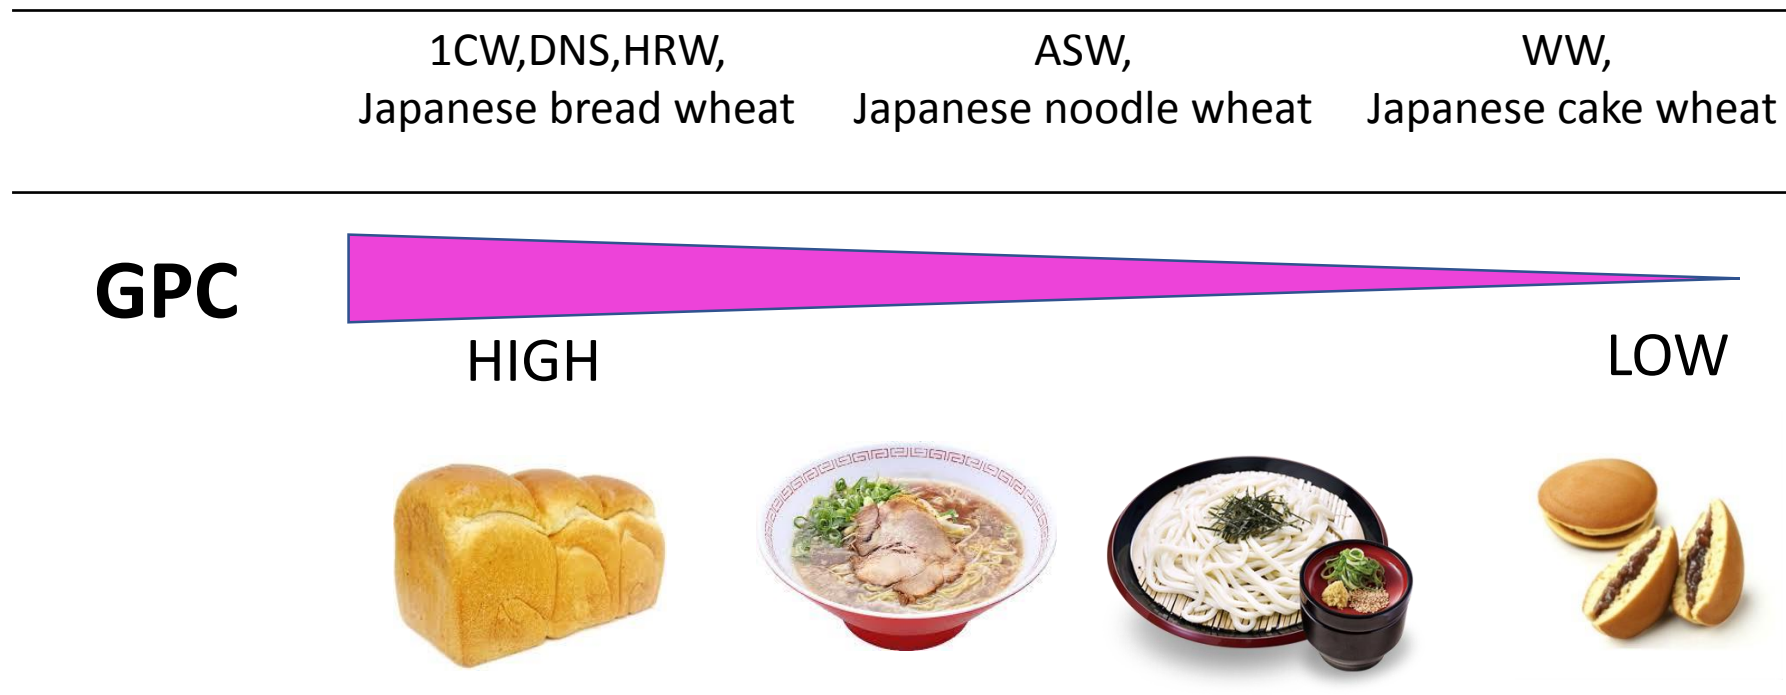 1CW,DNS,HRW,
Japanese bread wheat
ASW,
Japanese noodle wheat
WW,
Japanese cake wheat
GPC
HIGH
LOW